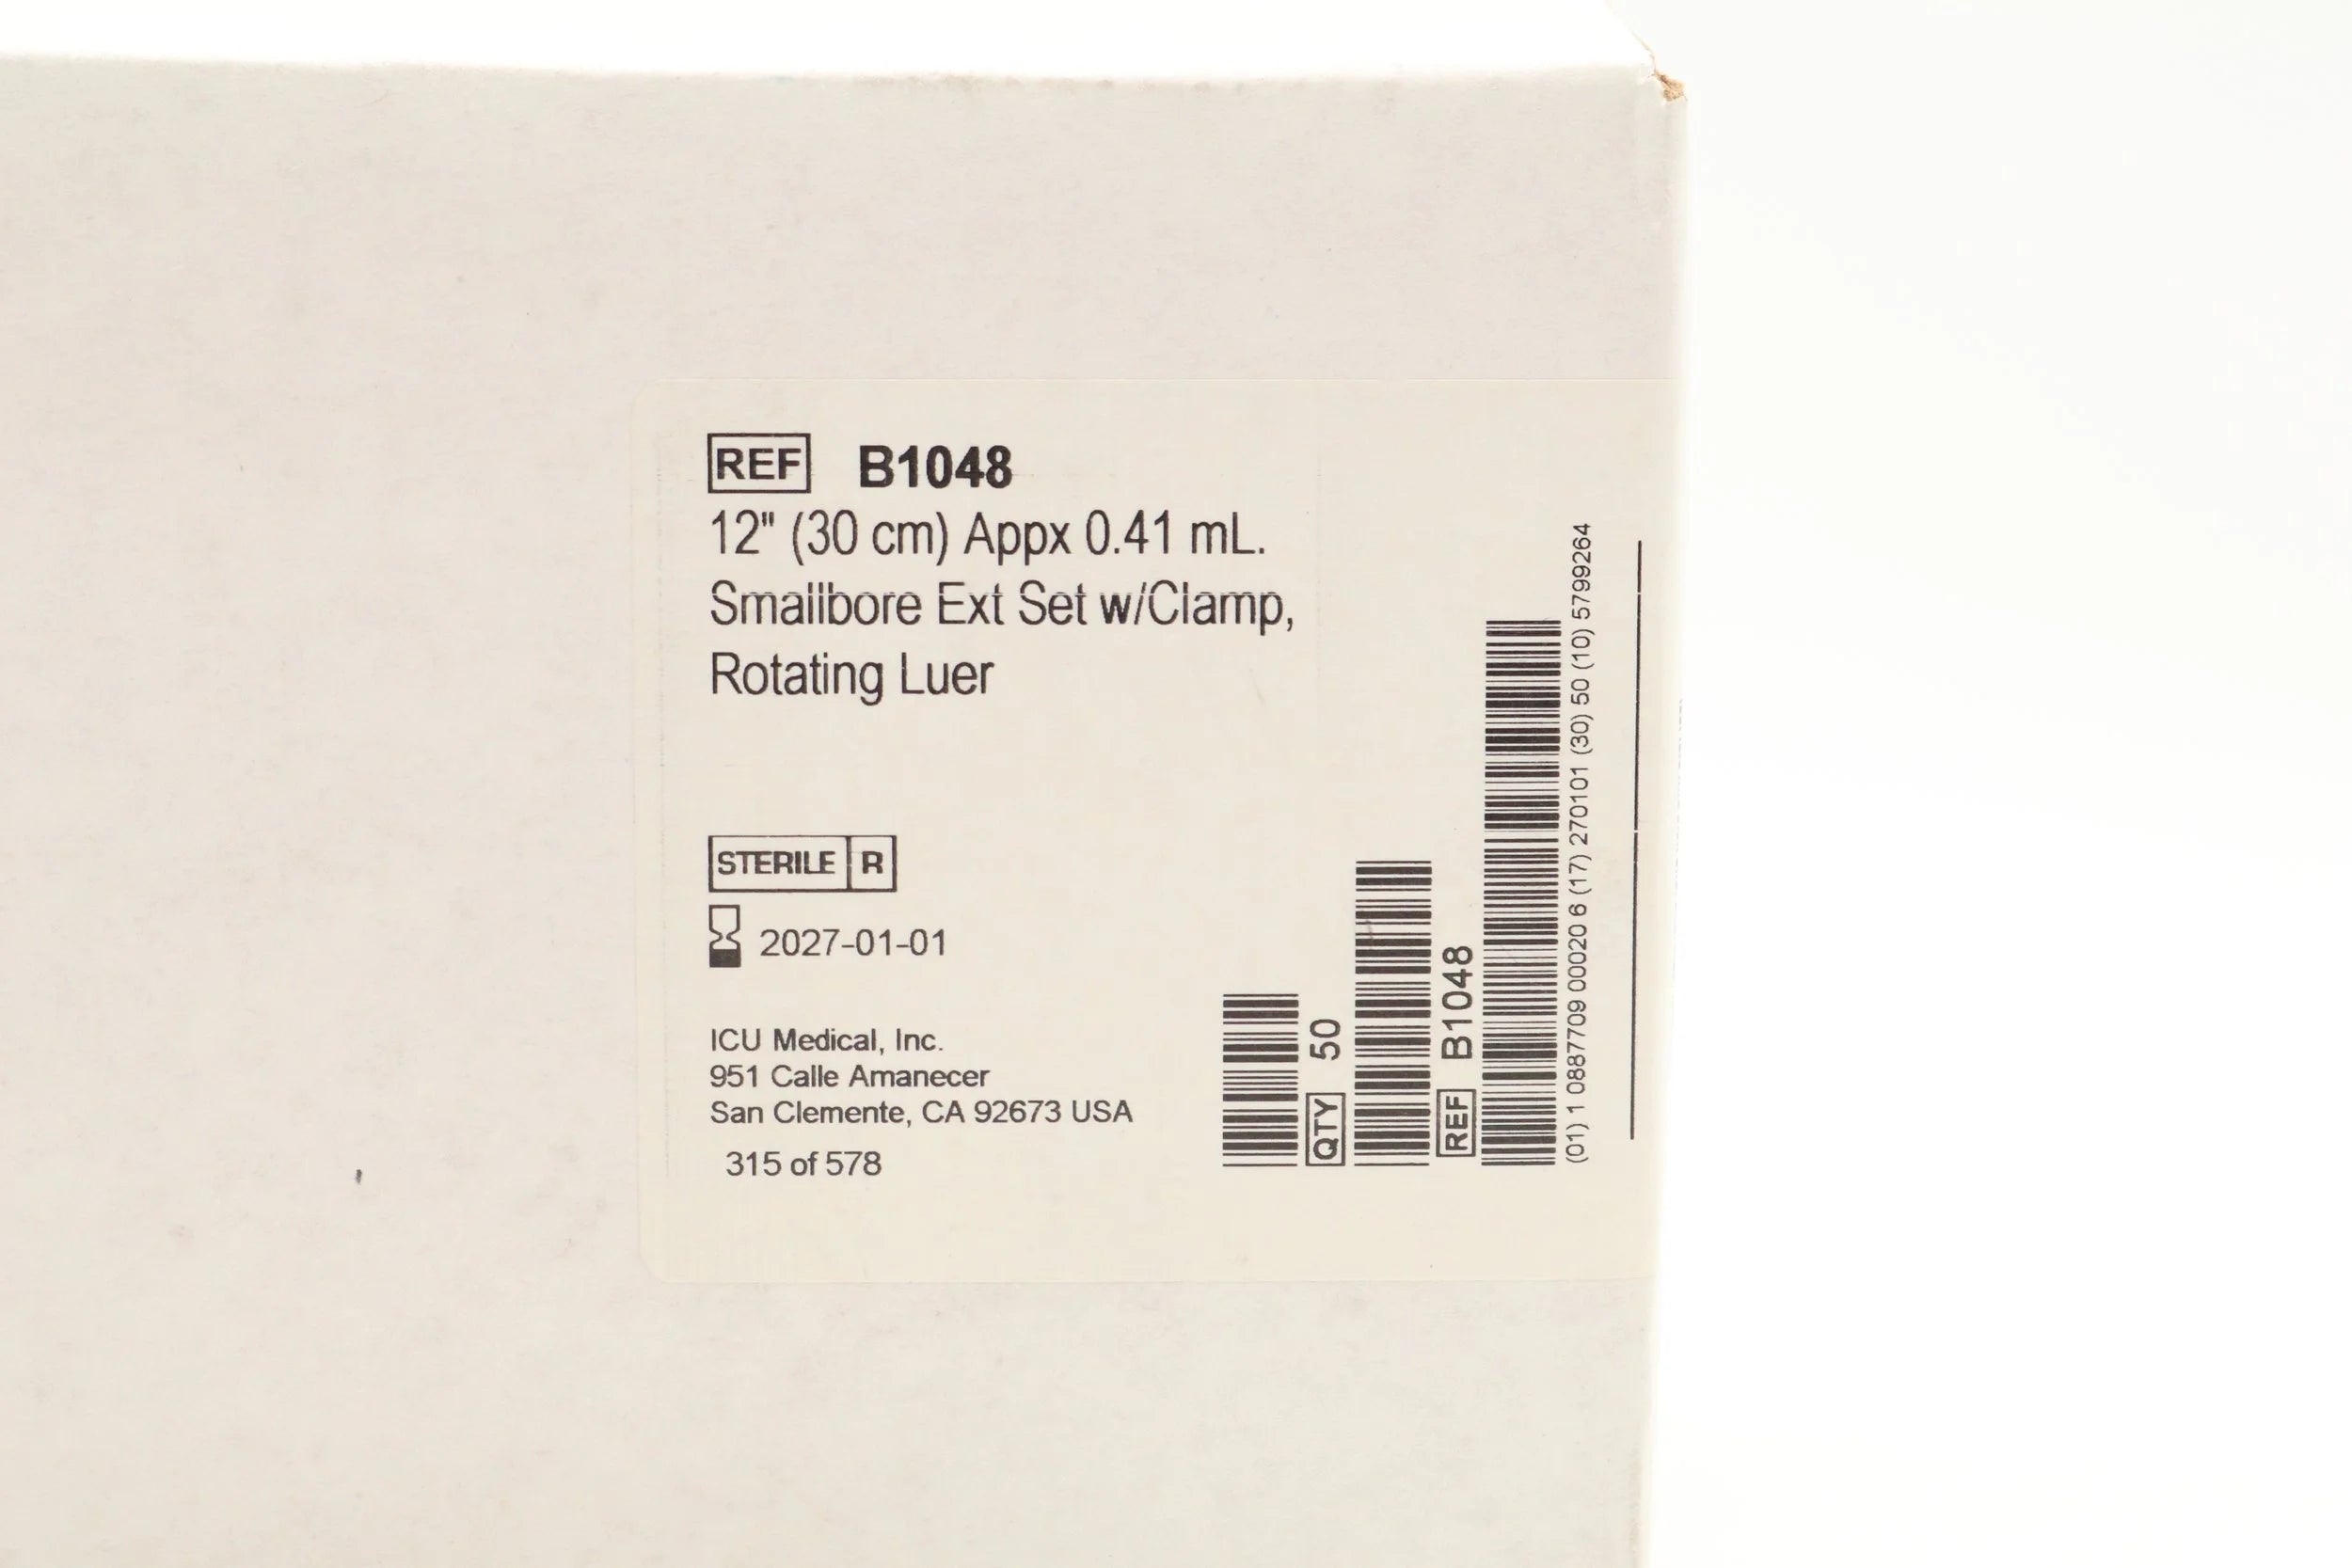 REF B1048
12" (30 cm) Appx 0.41 mL.
Smallbore Ext Set w/Clamp,
Rotating Luer
STERILE R
2027-01-01
ICU Medical, Inc.
951 Calle Amanecer
San Clemente, CA 92673 USA
315 of 578
QTY 50
REF B1048
(01) 1 0887709 00020 6 (17) 270101 (30) 50 (10) 5799264